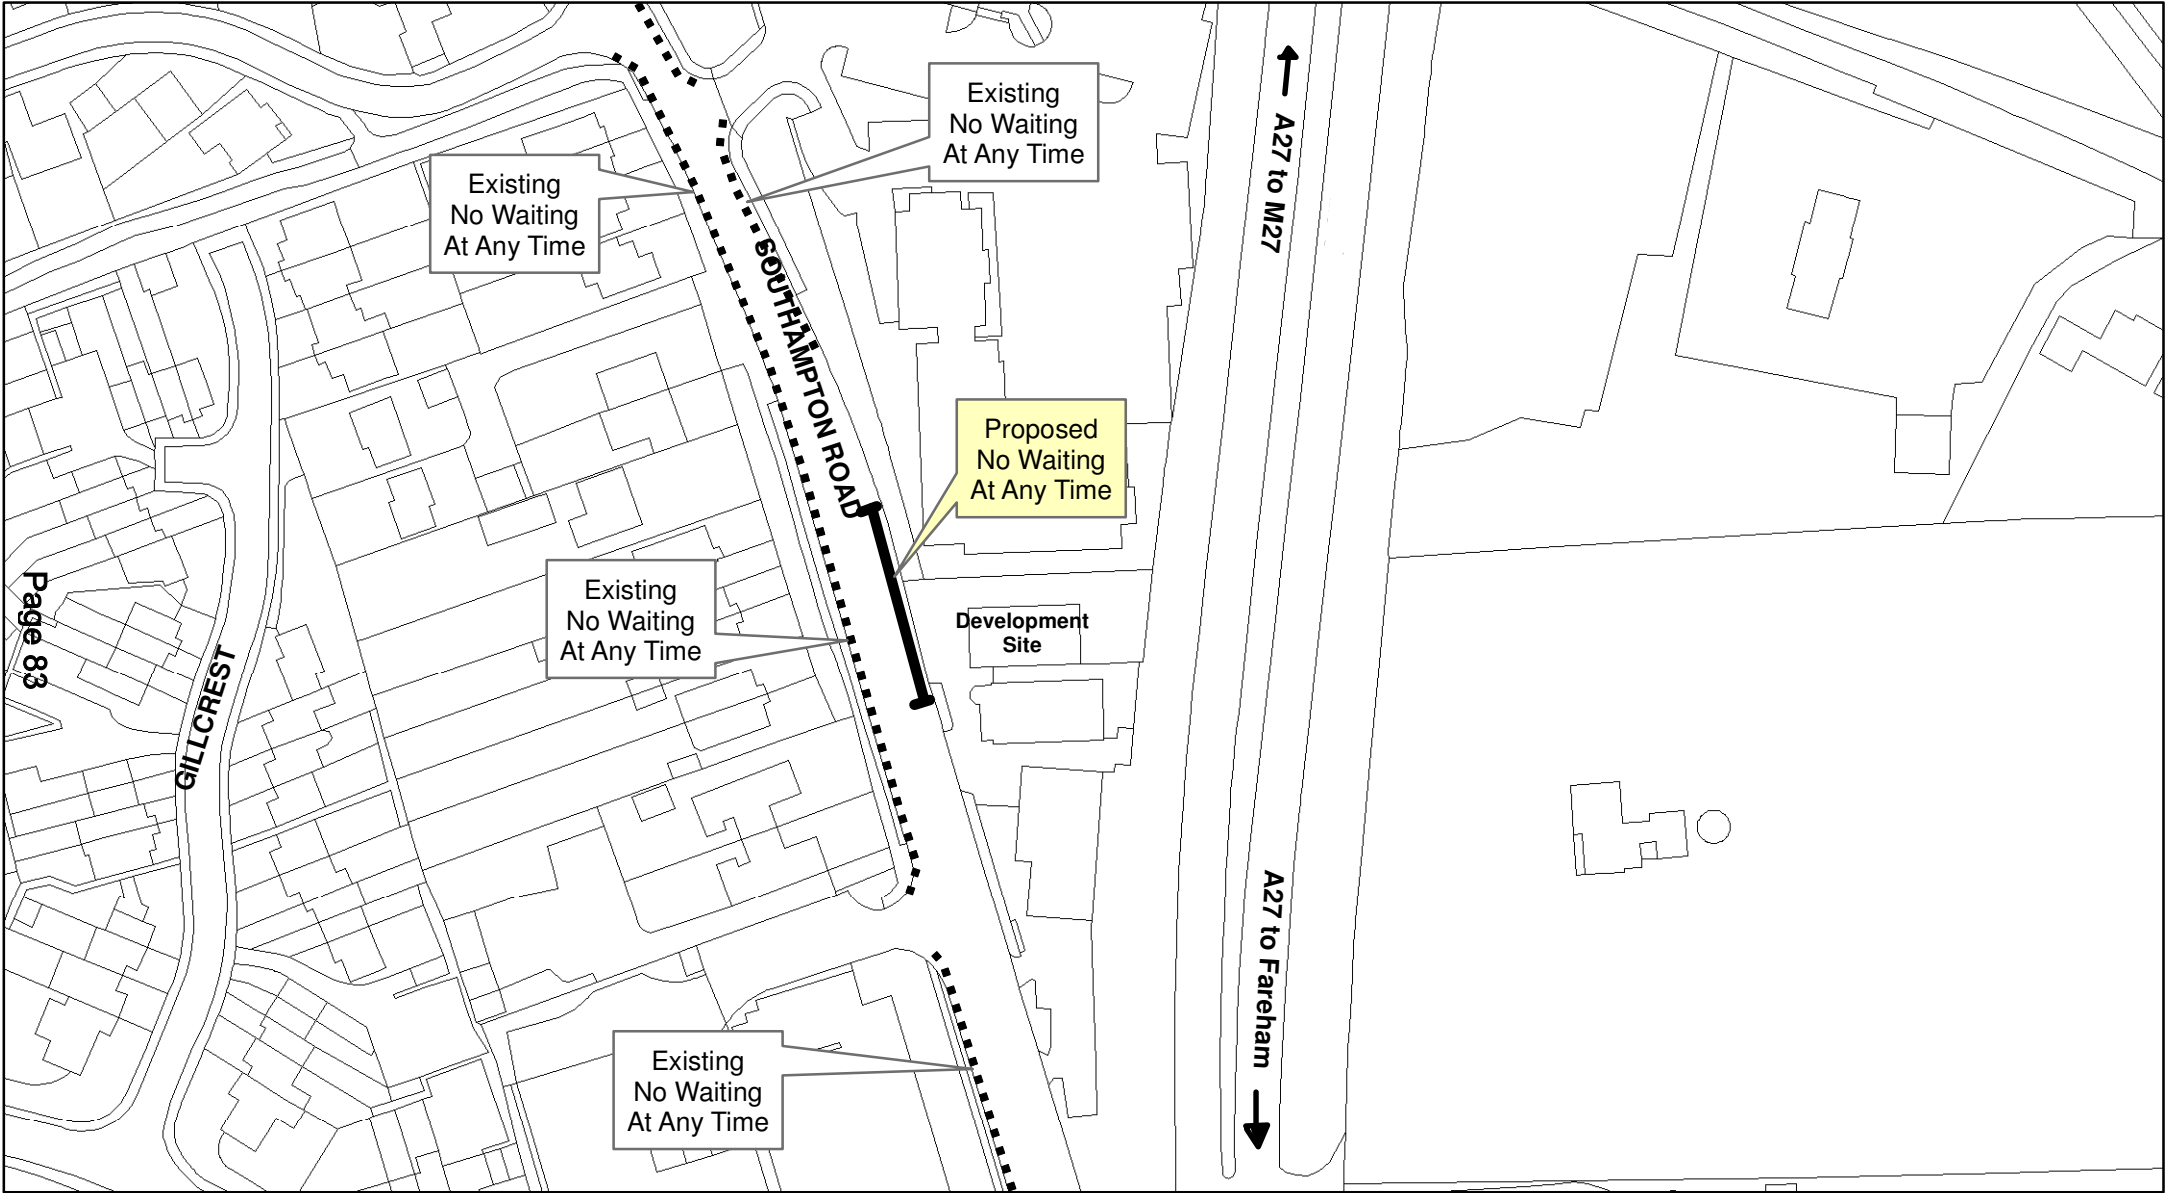 Existing
No Waiting
At Any Time
Existing
No Waiting
At Any Time
A27 to M27
SOUTHAMPTON ROAD
Proposed
No Waiting
At Any Time
Existing
No Waiting
At Any Time
Development
Site
Page 83
GILLCREST
A27 to Fareham
Existing
No Waiting
At Any Time